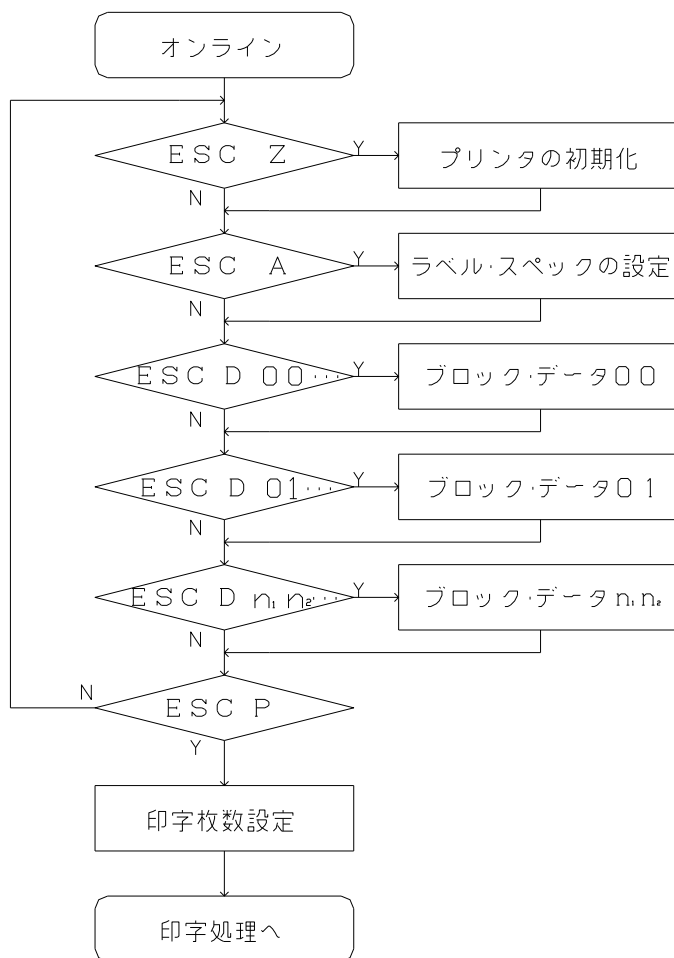 オンライン
ESC Z
Y
プリンタの初期化
N
ESC A
Y
ラベル・スペックの設定
N
ESC D 00・・・
Y
ブロック・データ00
N
ESC D 01・・・
Y
ブロック・データ01
N
ESC D n₁ n₂・・・
Y
ブロック・データn₁n₂
N
N
ESC P
Y
印字枚数設定
印字処理へ